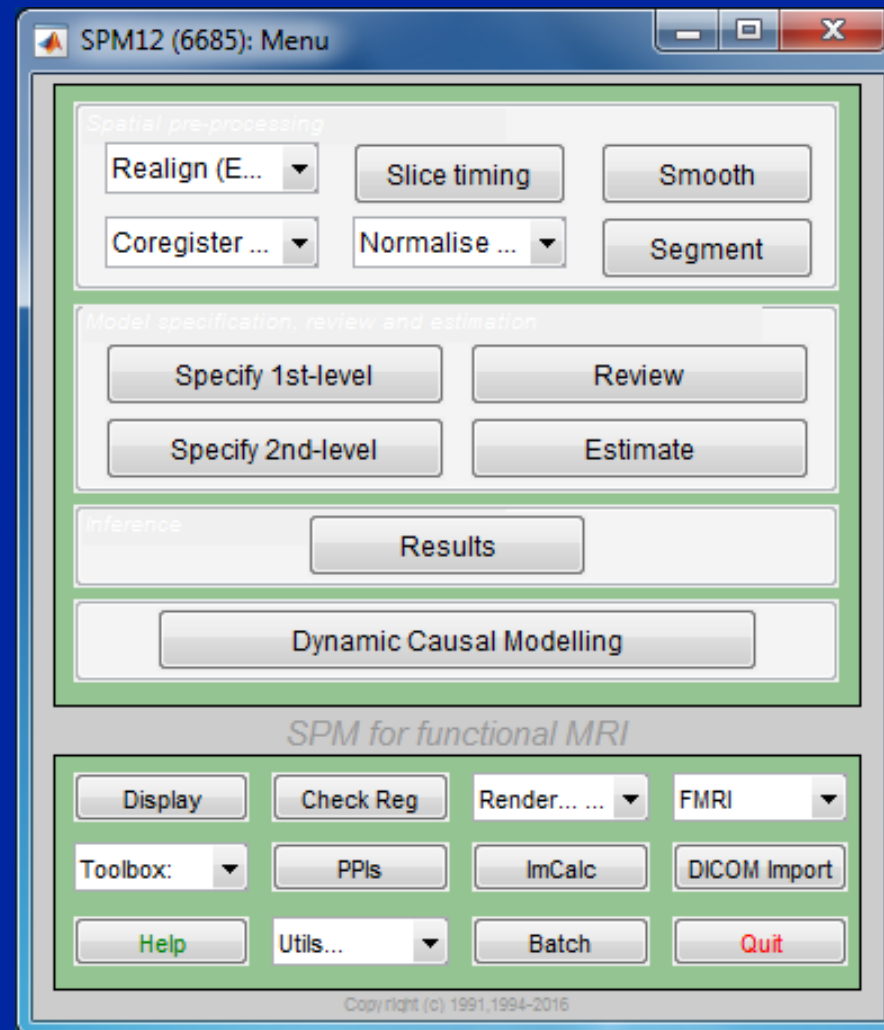 SPM12 (6685): Menu
Spatial pre-processing
Realign (E... Slice timing Smooth
Coregister ... Normalise ... Segment
Model specification, review and estimation
Specify 1st-level Review
Specify 2nd-level Estimate
Inference
Results
Dynamic Causal Modelling
SPM for functional MRI
Display Check Reg Render... ... FMRI
Toolbox: PPIs ImCalc DICOM Import
Help Utils... Batch Quit
Copyright (c) 1991,1994-2016